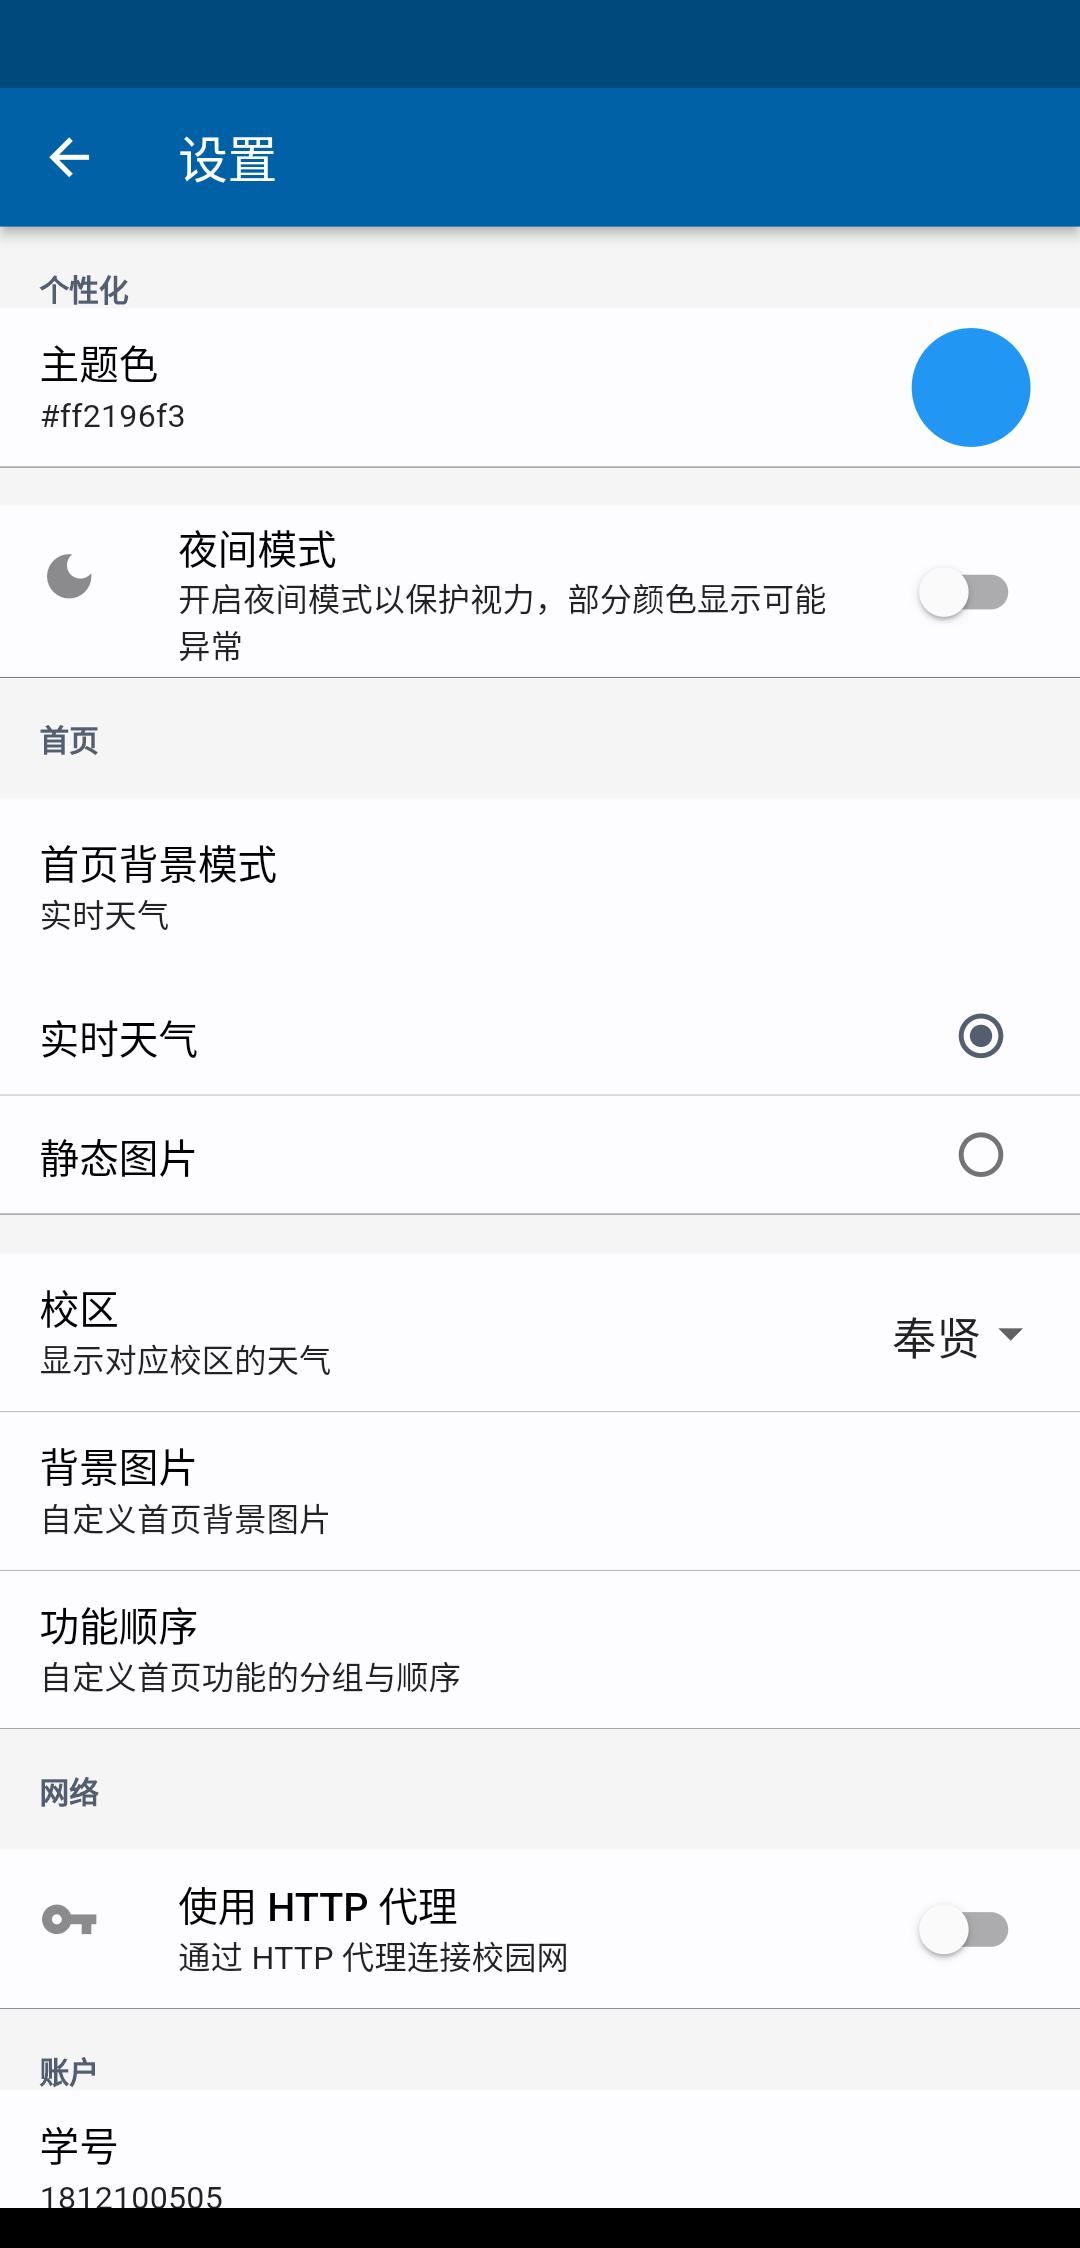 设置
个性化
主题色
#ff2196f3
夜间模式
开启夜间模式以保护视力，部分颜色显示可能
异常
首页
首页背景模式
实时天气
实时天气
静态图片
校区
显示对应校区的天气
奉贤
背景图片
自定义首页背景图片
功能顺序
自定义首页功能的分组与顺序
网络
使用 HTTP 代理
通过 HTTP 代理连接校园网
账户
学号
1812100505